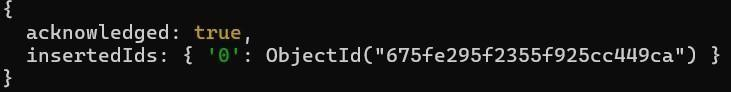 {
  acknowledged: true,
  insertedIds: { '0': ObjectId("675fe295f2355f925cc449ca") }
}